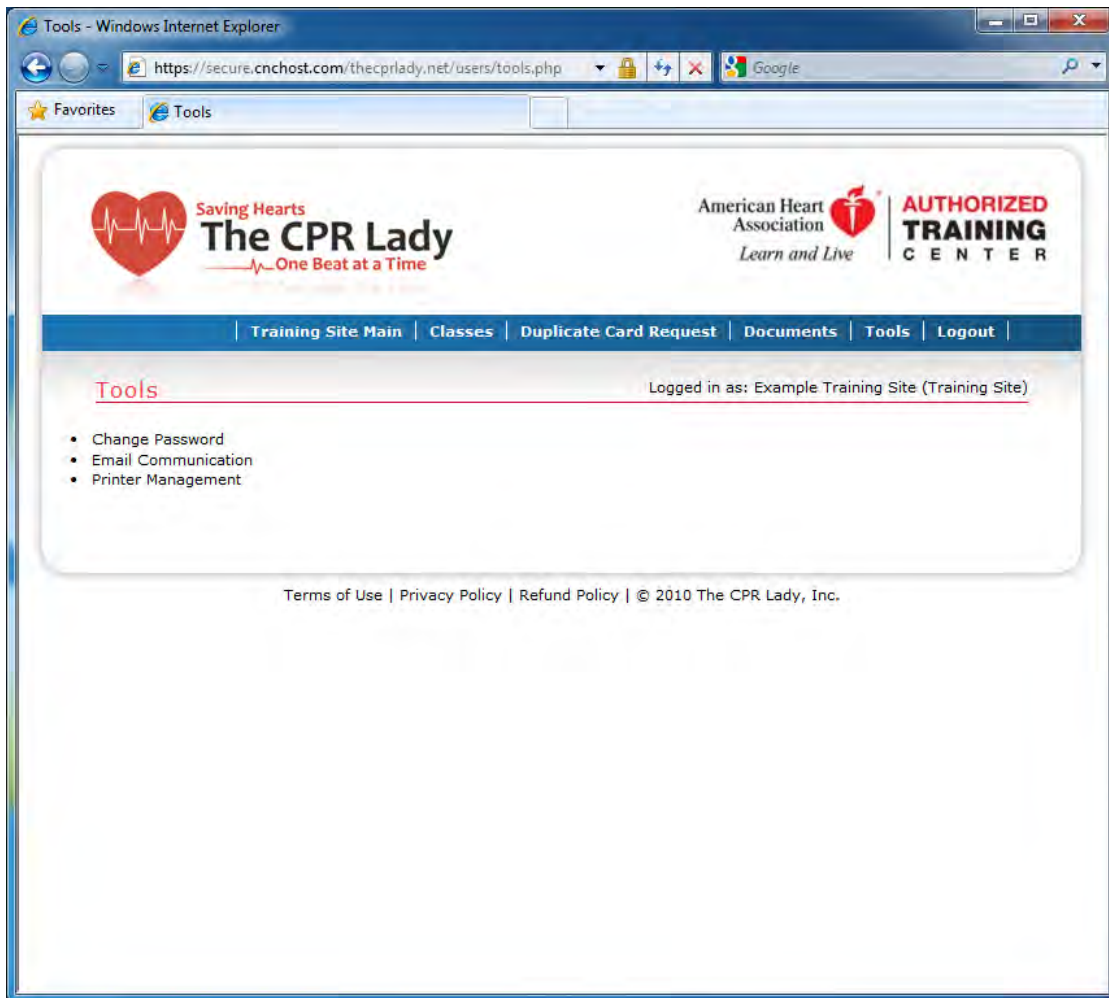 Tools - Windows Internet Explorer
https://secure.cnchost.com/thecprlady.net/users/tools.php
Google
Favorites
Tools
Saving Hearts
The CPR Lady
One Beat at a Time
American Heart
Association
Learn and Live
AUTHORIZED
TRAINING
CENTER
| Training Site Main | Classes | Duplicate Card Request | Documents | Tools | Logout |
Tools
Logged in as: Example Training Site (Training Site)
• Change Password
• Email Communication
• Printer Management
Terms of Use | Privacy Policy | Refund Policy | © 2010 The CPR Lady, Inc.